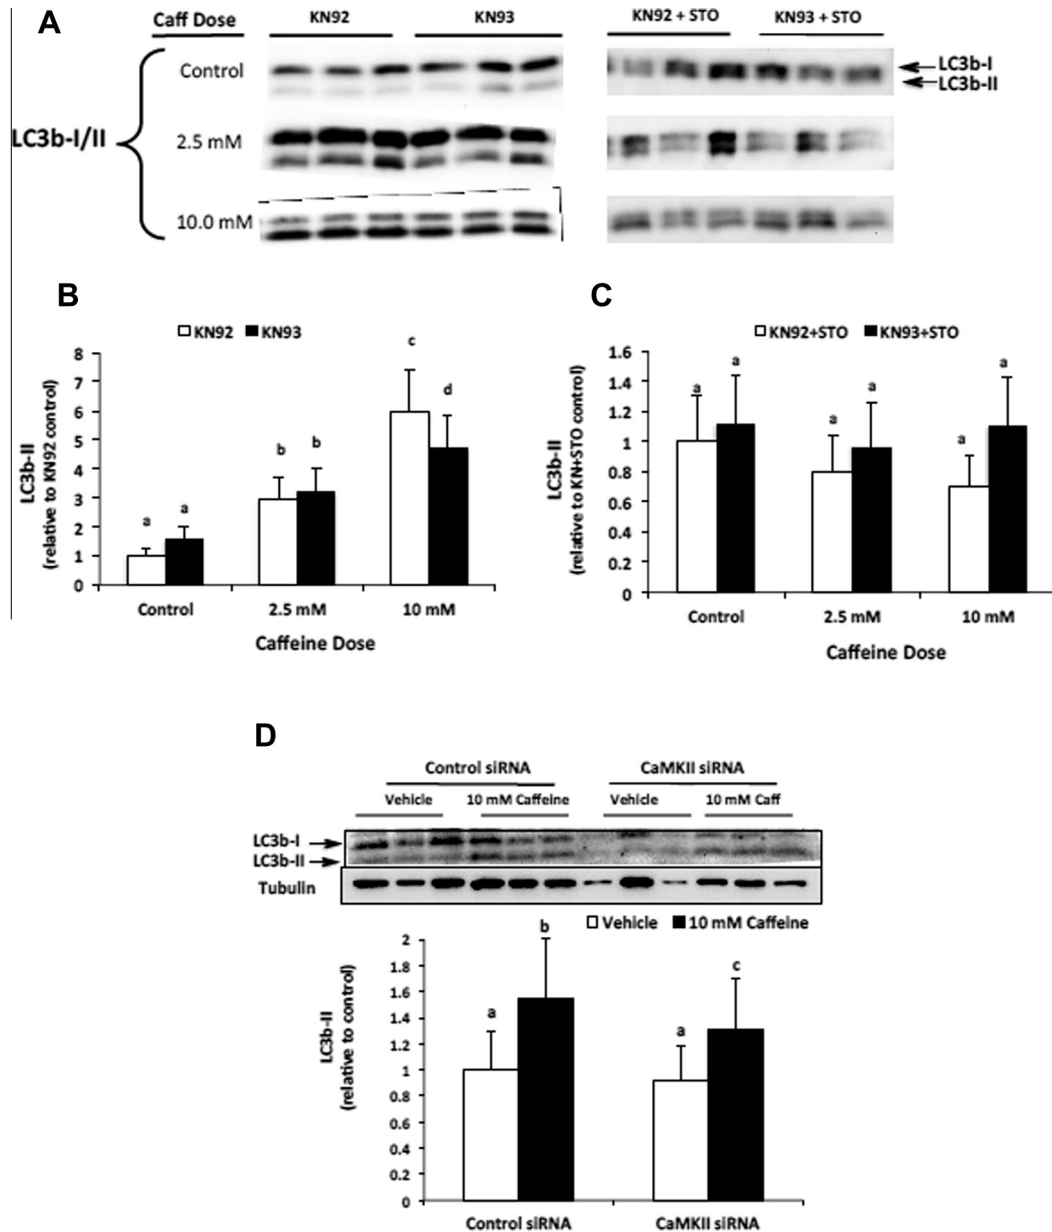 A
Caff Dose
KN92
KN93
KN92 + STO
KN93 + STO
Control
LC3b-I
LC3b-II
LC3b-I/II
2.5 mM
10.0 mM
B
KN92 KN93
LC3b-II
(relative to KN92 control)
8
7
6
5
4
3
2
1
0
a
a
b
b
c
d
Control
2.5 mM
10 mM
Caffeine Dose
C
KN92+STO KN93+STO
LC3b-II
(relative to KN+STO control)
1.6
1.4
1.2
1
0.8
0.6
0.4
0.2
0
a
a
a
a
a
a
Control
2.5 mM
10 mM
Caffeine Dose
D
Control siRNA
CaMKII siRNA
Vehicle
10 mM Caffeine
Vehicle
10 mM Caff
LC3b-I
LC3b-II
Tubulin
Vehicle 10 mM Caffeine
LC3b-II
(relative to control)
2
1.8
1.6
1.4
1.2
1
0.8
0.6
0.4
0.2
0
a
b
a
c
Control siRNA
CaMKII siRNA